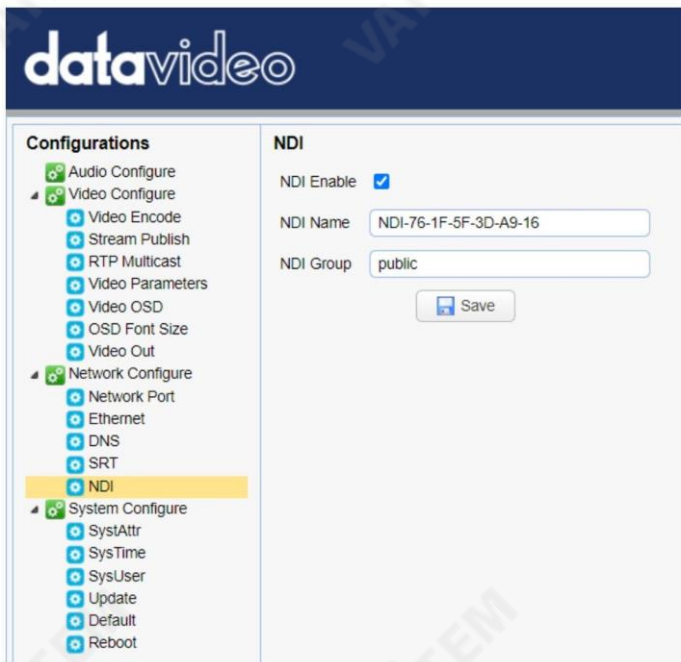 datavideo
Configurations
Audio Configure
Video Configure
Video Encode
Stream Publish
RTP Multicast
Video Parameters
Video OSD
OSD Font Size
Video Out
Network Configure
Network Port
Ethernet
DNS
SRT
NDI
System Configure
SystAttr
SysTime
SysUser
Update
Default
Reboot
NDI
NDI Enable
NDI Name NDI-76-1F-5F-3D-A9-16
NDI Group public
Save